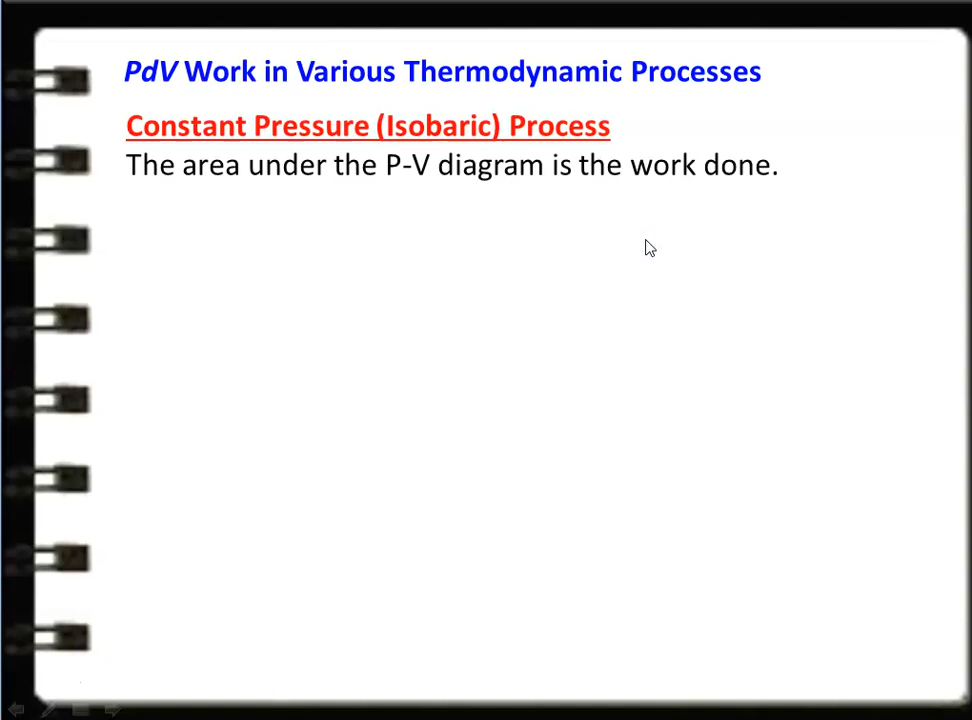 PdV Work in Various Thermodynamic Processes
Constant Pressure (Isobaric) Process
The area under the P-V diagram is the work done.